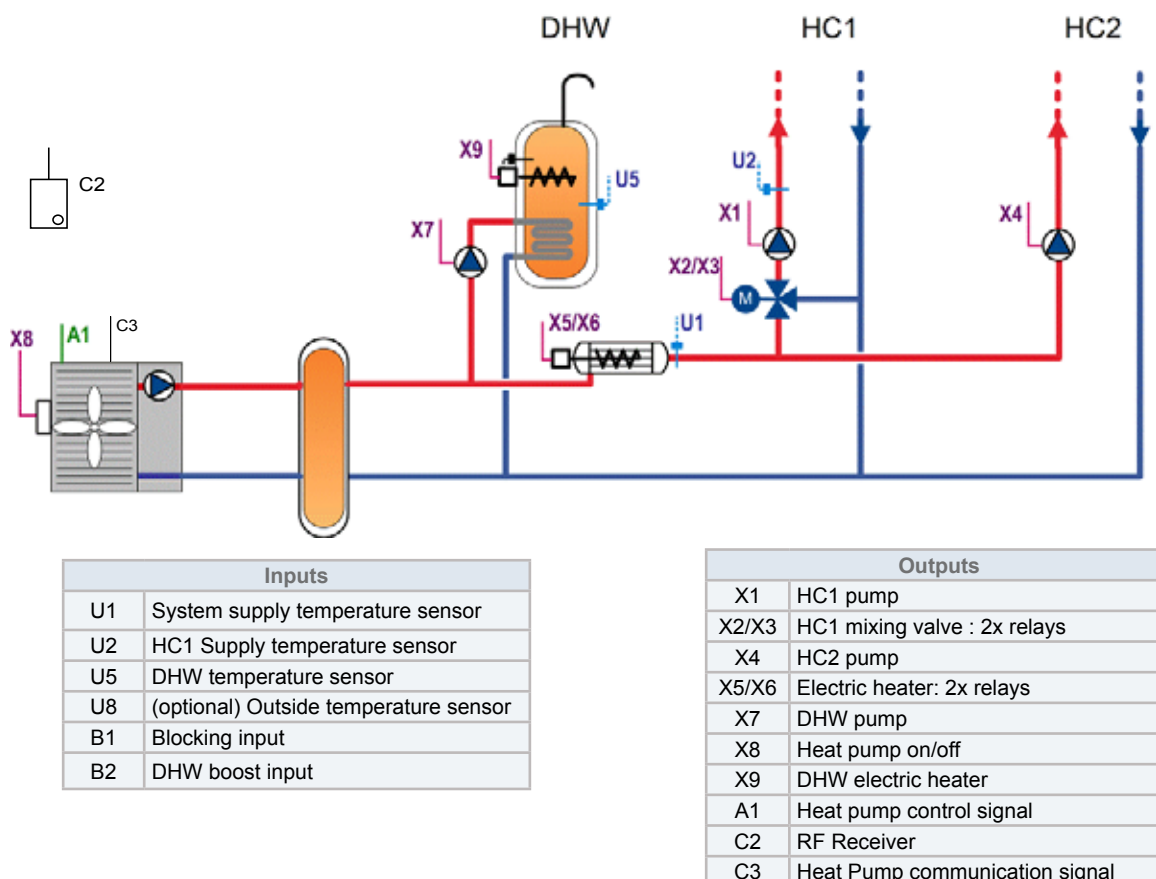 DHW HC1 HC2
X9
U5
U2
C2
X7
X1
X4
X2/X3
M
X8 A1 C3
X5/X6 U1
Inputs
U1 System supply temperature sensor
U2 HC1 Supply temperature sensor
U5 DHW temperature sensor
U8 (optional) Outside temperature sensor
B1 Blocking input
B2 DHW boost input
Outputs
X1 HC1 pump
X2/X3 HC1 mixing valve : 2x relays
X4 HC2 pump
X5/X6 Electric heater: 2x relays
X7 DHW pump
X8 Heat pump on/off
X9 DHW electric heater
A1 Heat pump control signal
C2 RF Receiver
C3 Heat Pump communication signal